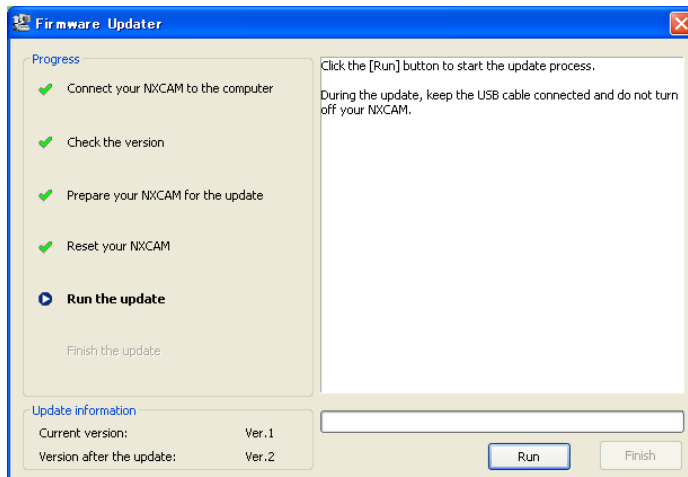 Firmware Updater
Progress
Connect your NXCAM to the computer
Check the version
Prepare your NXCAM for the update
Reset your NXCAM
Run the update
Finish the update
Click the [Run] button to start the update process.
During the update, keep the USB cable connected and do not turn
off your NXCAM.
Update information
Current version: Ver.1
Version after the update: Ver.2
Run Finish